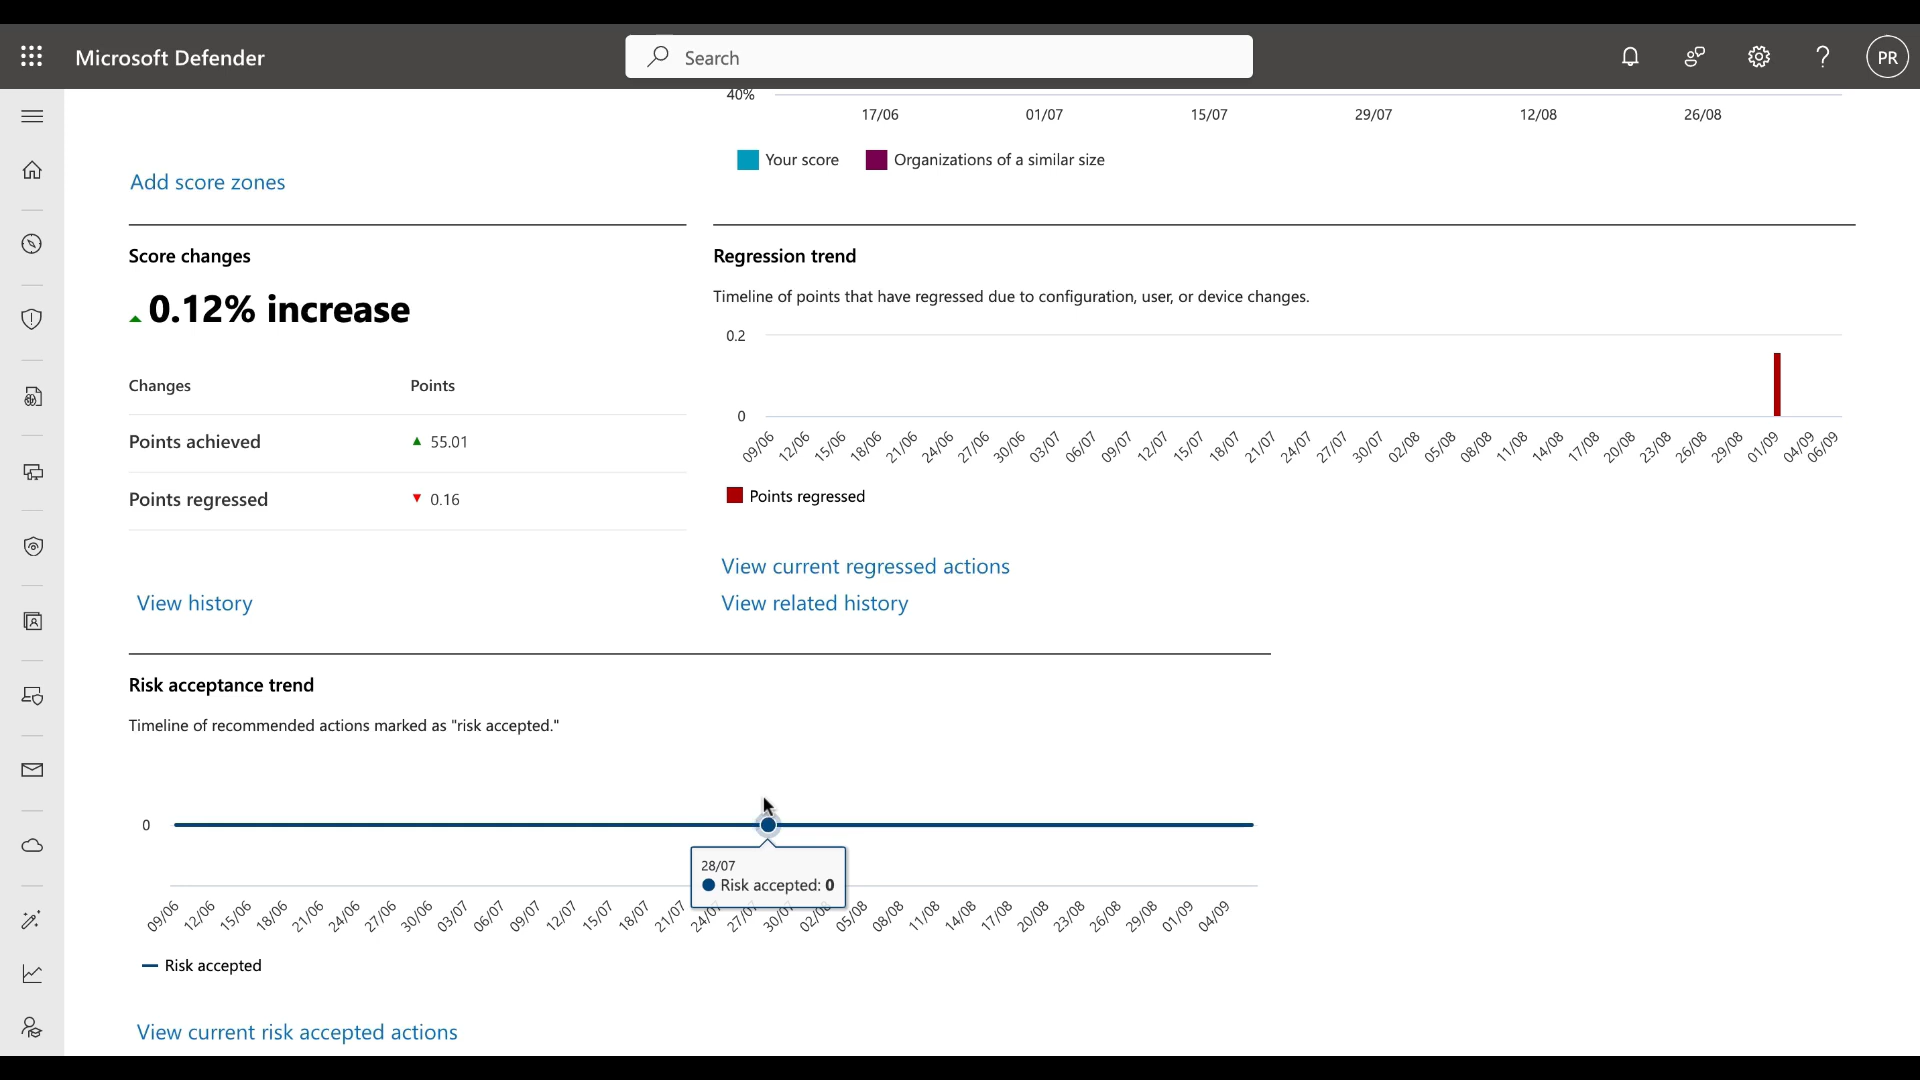 Microsoft Defender
Search
PR
40%
17/06 01/07 15/07 29/07 12/08 26/08
Your score Organizations of a similar size
Add score zones
Score changes
0.12% increase
Changes Points
Points achieved 55.01
Points regressed 0.16
View history
Regression trend
Timeline of points that have regressed due to configuration, user, or device changes.
0.2
0
09/06 12/06 15/06 18/06 21/06 24/06 27/06 30/06 03/07 06/07 09/07 12/07 15/07 18/07 21/07 24/07 27/07 30/07 02/08 05/08 08/08 11/08 14/08 17/08 20/08 23/08 26/08 29/08 01/09 04/09 06/09
Points regressed
View current regressed actions
View related history
Risk acceptance trend
Timeline of recommended actions marked as "risk accepted."
0
28/07
Risk accepted: 0
09/06 12/06 15/06 18/06 21/06 24/06 27/06 30/06 03/07 06/07 09/07 12/07 15/07 18/07 21/07 24/07 27/07 30/07 02/08 05/08 08/08 11/08 14/08 17/08 20/08 23/08 26/08 29/08 01/09 04/09
Risk accepted
View current risk accepted actions